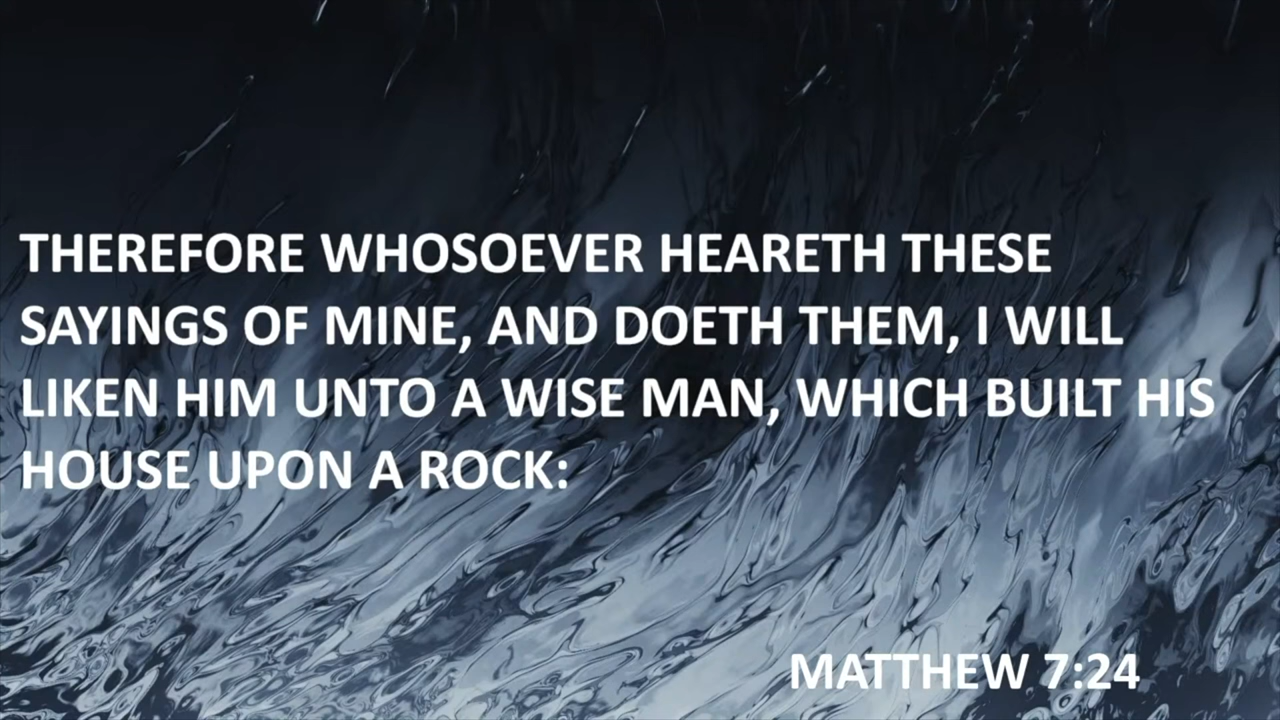 THEREFORE WHOSOEVER HEARETH THESE
SAYINGS OF MINE, AND DOETH THEM, I WILL
LIKEN HIM UNTO A WISE MAN, WHICH BUILT HIS
HOUSE UPON A ROCK:
MATTHEW 7:24